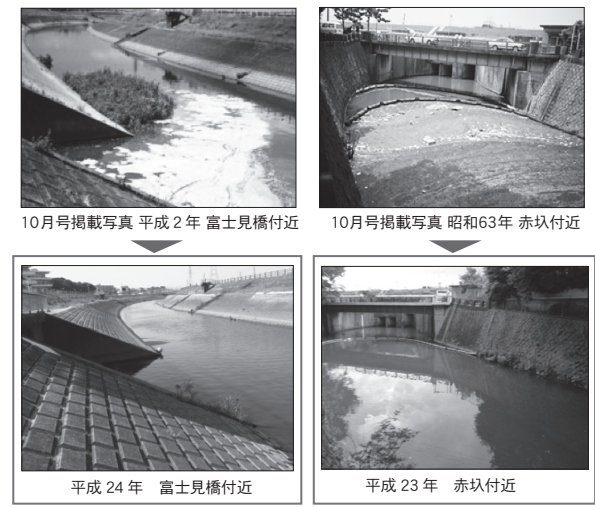 10月号掲載写真 平成２年 富士見橋付近
10月号掲載写真 昭和63年 赤圦付近
平成 24 年　富士見橋付近
平成 23 年　赤圦付近